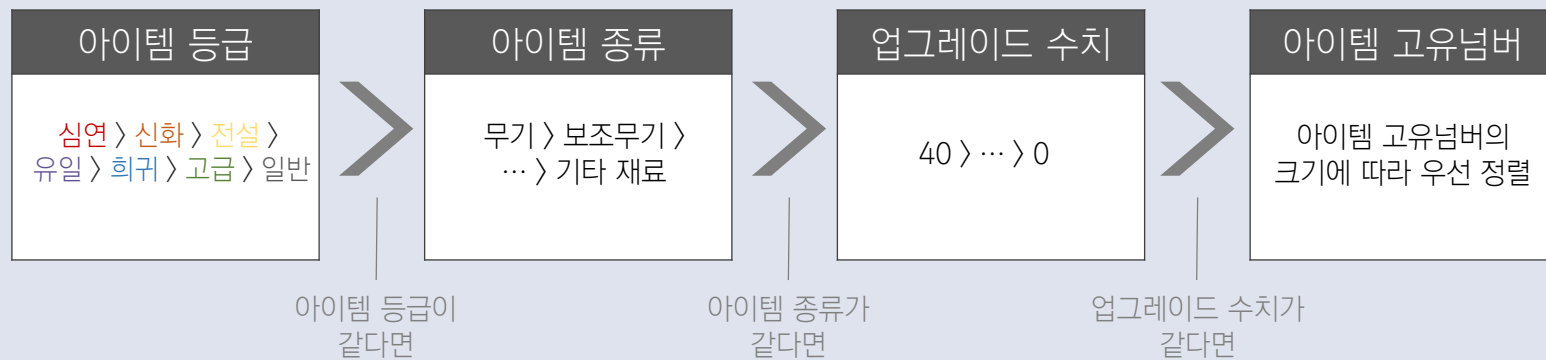 아이템 등급
심연 > 신화 > 전설 >
유일 > 희귀 > 고급 > 일반
아이템 등급이
같다면
아이템 종류
무기 > 보조무기 >
… > 기타 재료
아이템 종류가
같다면
업그레이드 수치
40 > … > 0
업그레이드 수치가
같다면
아이템 고유넘버
아이템 고유넘버의
크기에 따라 우선 정렬